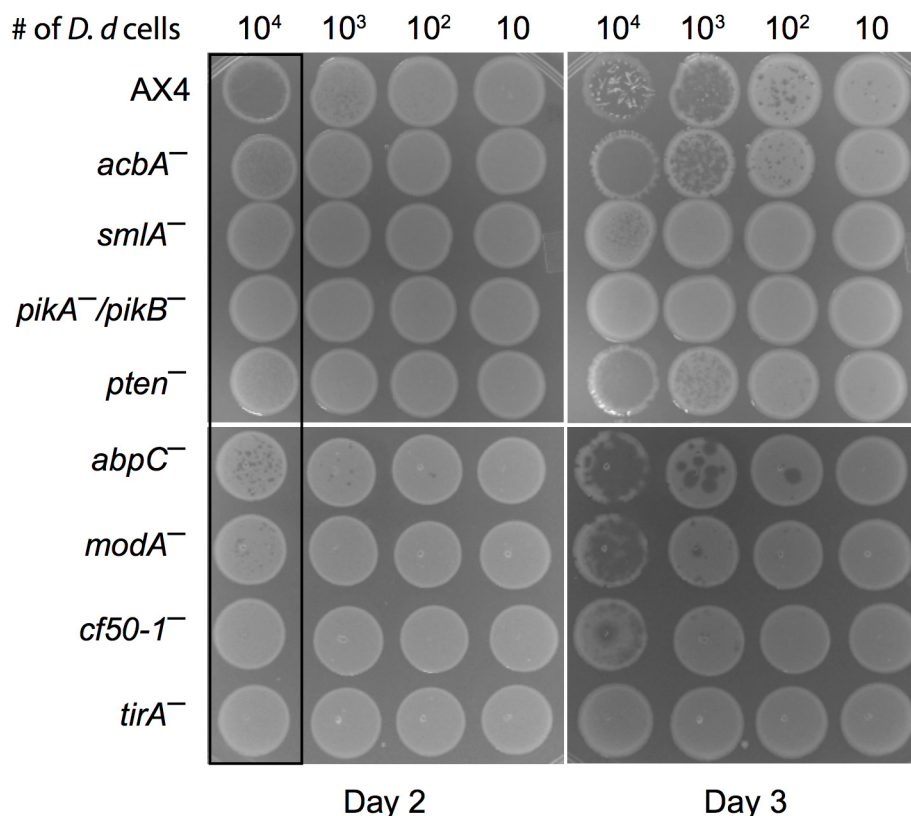 # of D. d cells 10⁴ 10³ 10² 10 10⁴ 10³ 10² 10
AX4
acbA⁻
smlA⁻
pikA⁻/pikB⁻
pten⁻
abpC⁻
modA⁻
cf50-1⁻
tirA⁻
Day 2 Day 3